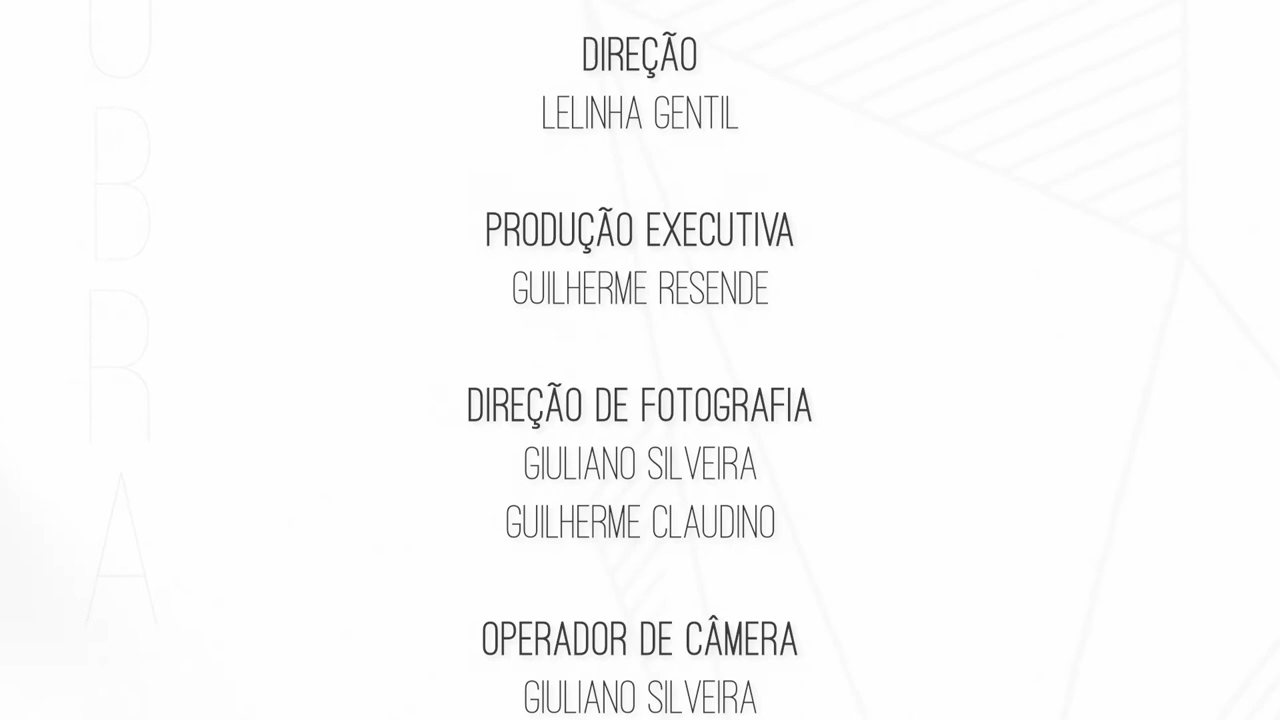 DIREÇÃO
LELINHA GENTIL
PRODUÇÃO EXECUTIVA
GUILHERME RESENDE
DIREÇÃO DE FOTOGRAFIA
GIULIANO SILVEIRA
GUILHERME CLAUDINO
OPERADOR DE CÂMERA
GIULIANO SILVEIRA